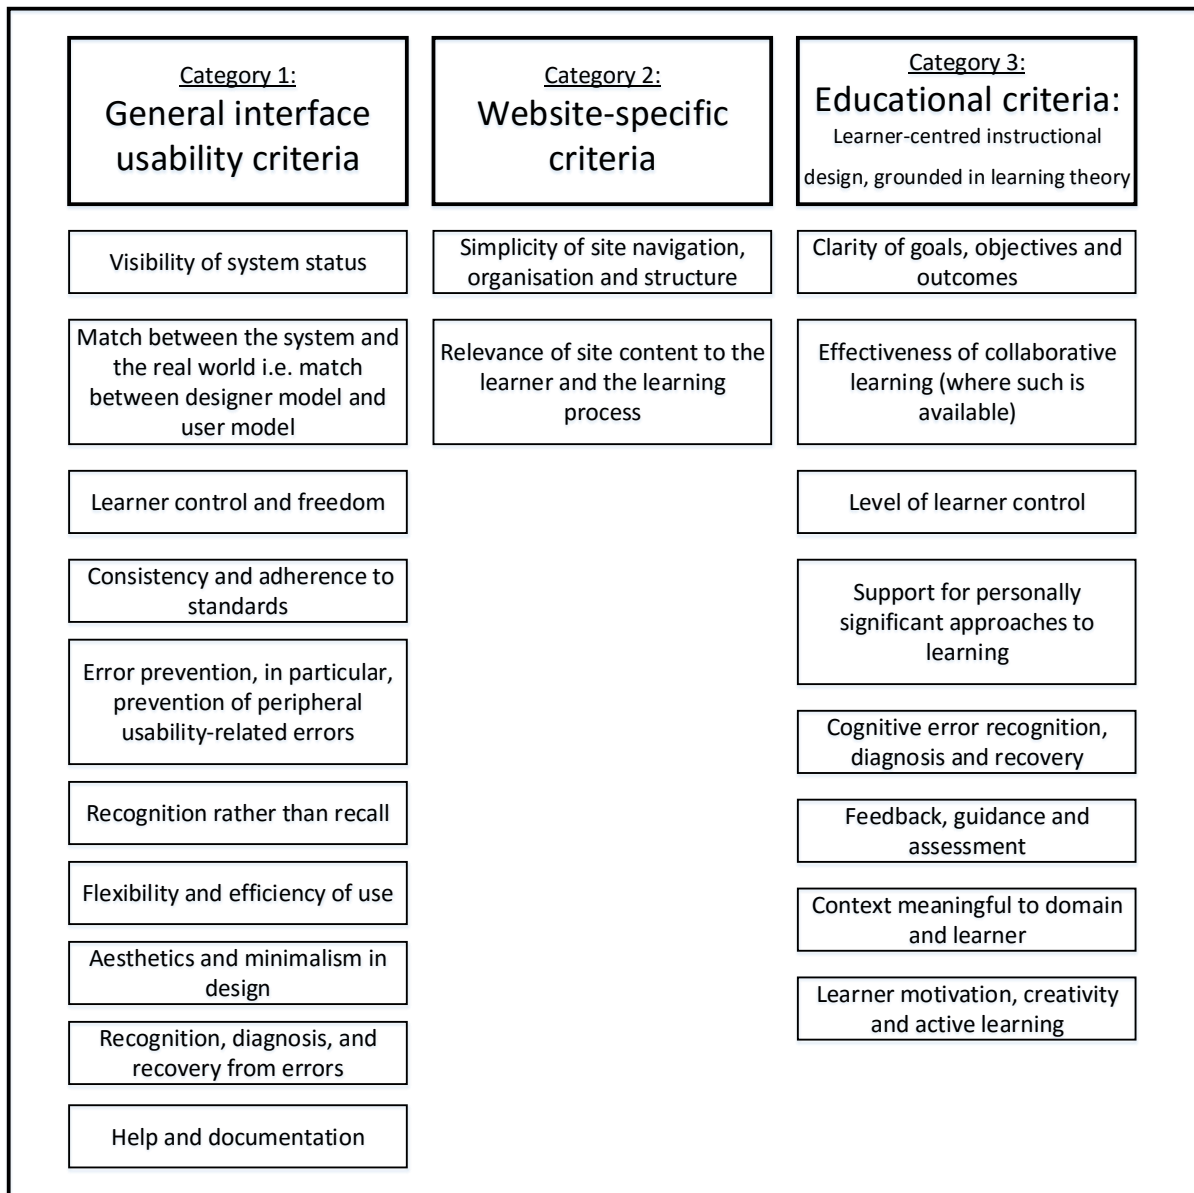 Category 1:
General interface
usability criteria
Visibility of system status
Match between the system and
the real world i.e. match
between designer model and
user model
Learner control and freedom
Consistency and adherence to
standards
Error prevention, in particular,
prevention of peripheral
usability-related errors
Recognition rather than recall
Flexibility and efficiency of use
Aesthetics and minimalism in
design
Recognition, diagnosis, and
recovery from errors
Help and documentation
Category 2:
Website-specific
criteria
Simplicity of site navigation,
organisation and structure
Relevance of site content to the
learner and the learning
process
Category 3:
Educational criteria:
Learner-centred instructional
design, grounded in learning theory
Clarity of goals, objectives and
outcomes
Effectiveness of collaborative
learning (where such is
available)
Level of learner control
Support for personally
significant approaches to
learning
Cognitive error recognition,
diagnosis and recovery
Feedback, guidance and
assessment
Context meaningful to domain
and learner
Learner motivation, creativity
and active learning